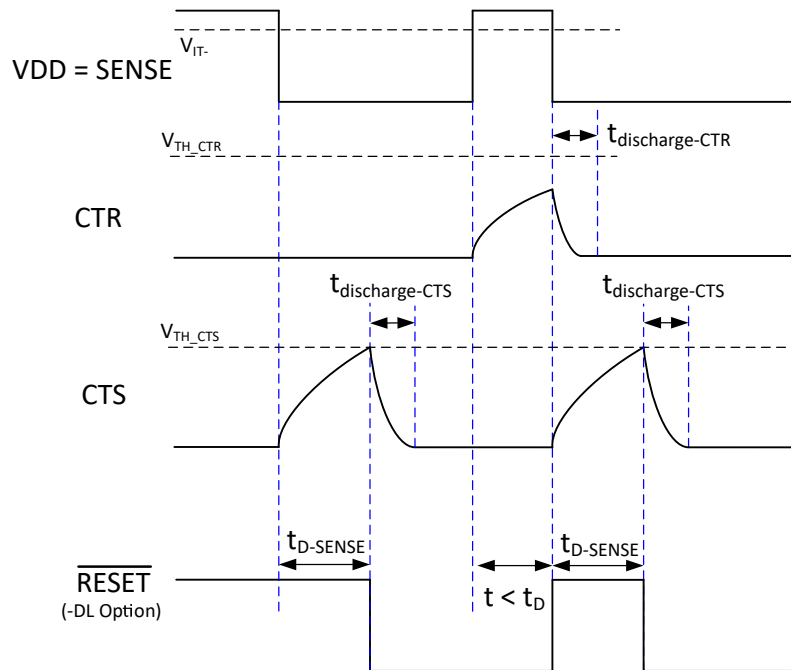 V_IT-
VDD = SENSE
t_discharge-CTR
V_TH_CTR
CTR
t_discharge-CTS
t_discharge-CTS
V_TH_CTS
CTS
t_D-SENSE
t_D-SENSE
RESET
(-DL Option)
t < t_D